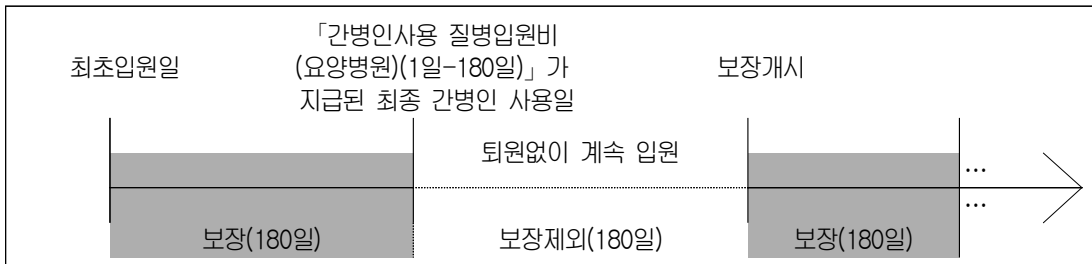 「간병인사용 질병입원비
최초입원일
(요양병원)(1일-180일)」가
보장개시
지급된 최종 간병인 사용일
퇴원없이 계속 입원
...
...
보장(180일)
보장제외(180일)
보장(180일)